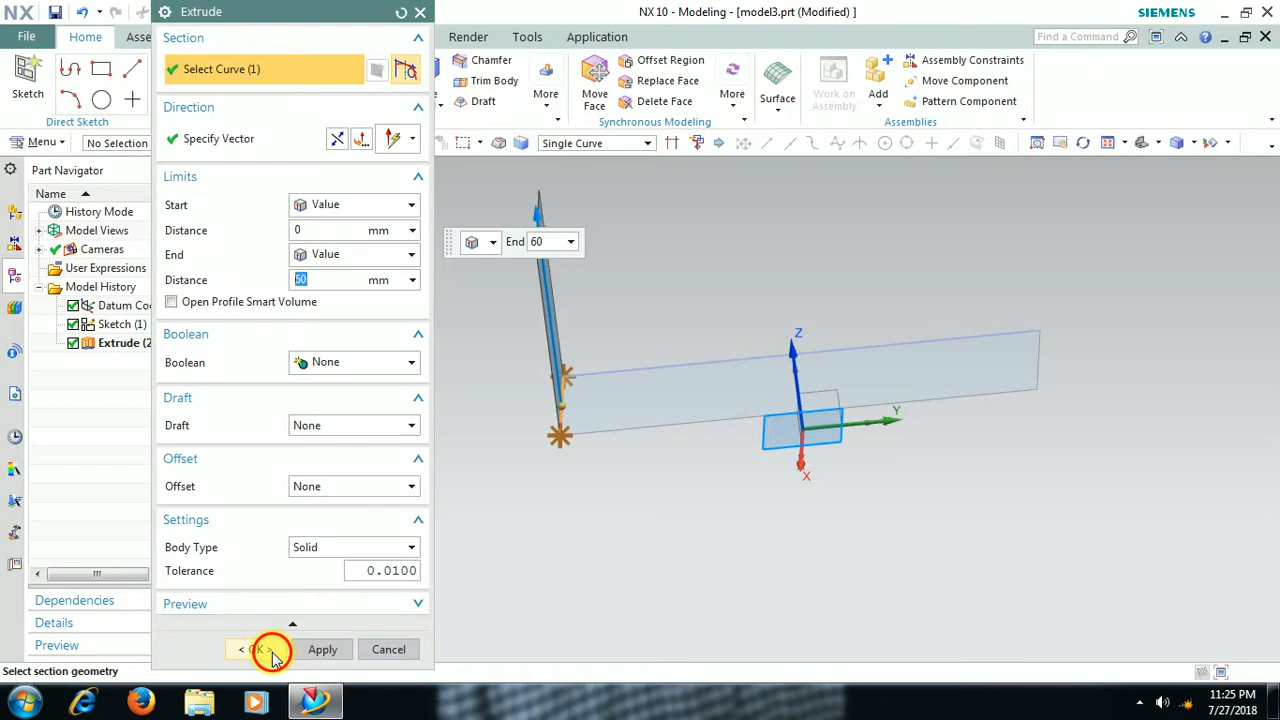 NX
Extrude
NX 10 - Modeling - [model3.prt (Modified) ]
SIEMENS
File
Home
Asse
Render
Tools
Application
Find a Command
Sketch
Direct Sketch
Chamfer
Trim Body
Draft
More
Move
Face
Offset Region
Replace Face
Delete Face
More
Synchronous Modeling
Surface
Work on
Assembly
Add
Assembly Constraints
Move Component
Pattern Component
Assemblies
Menu
No Selection
Single Curve
Part Navigator
Name
History Mode
Model Views
Cameras
User Expressions
Model History
Datum Coo
Sketch (1)
Extrude (2
Dependencies
Details
Preview
Section
Select Curve (1)
Direction
Specify Vector
Limits
Start
Value
Distance
0
mm
End
Value
Distance
60
mm
Open Profile Smart Volume
Boolean
Boolean
None
Draft
Draft
None
Offset
Offset
None
Settings
Body Type
Solid
Tolerance
0.0100
Preview
< OK >
Apply
Cancel
End
60
Z
Y
X
Select section geometry
11:25 PM
7/27/2018